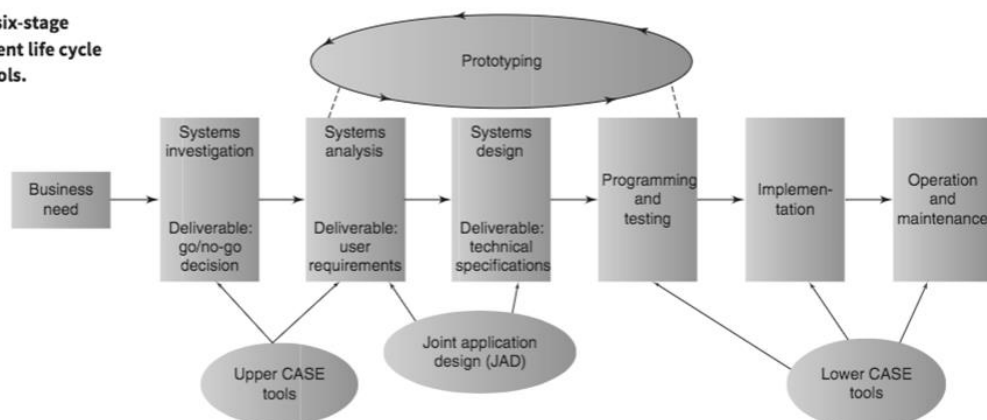 six-stage
ent life cycle
ols.
Prototyping
Business
need
Systems
investigation
Deliverable:
go/no-go
decision
Systems
analysis
Deliverable:
user
requirements
Systems
design
Deliverable:
technical
specifications
Programming
and
testing
Implemen-
tation
Operation
and
maintenance
Upper CASE
tools
Joint application
design (JAD)
Lower CASE
tools